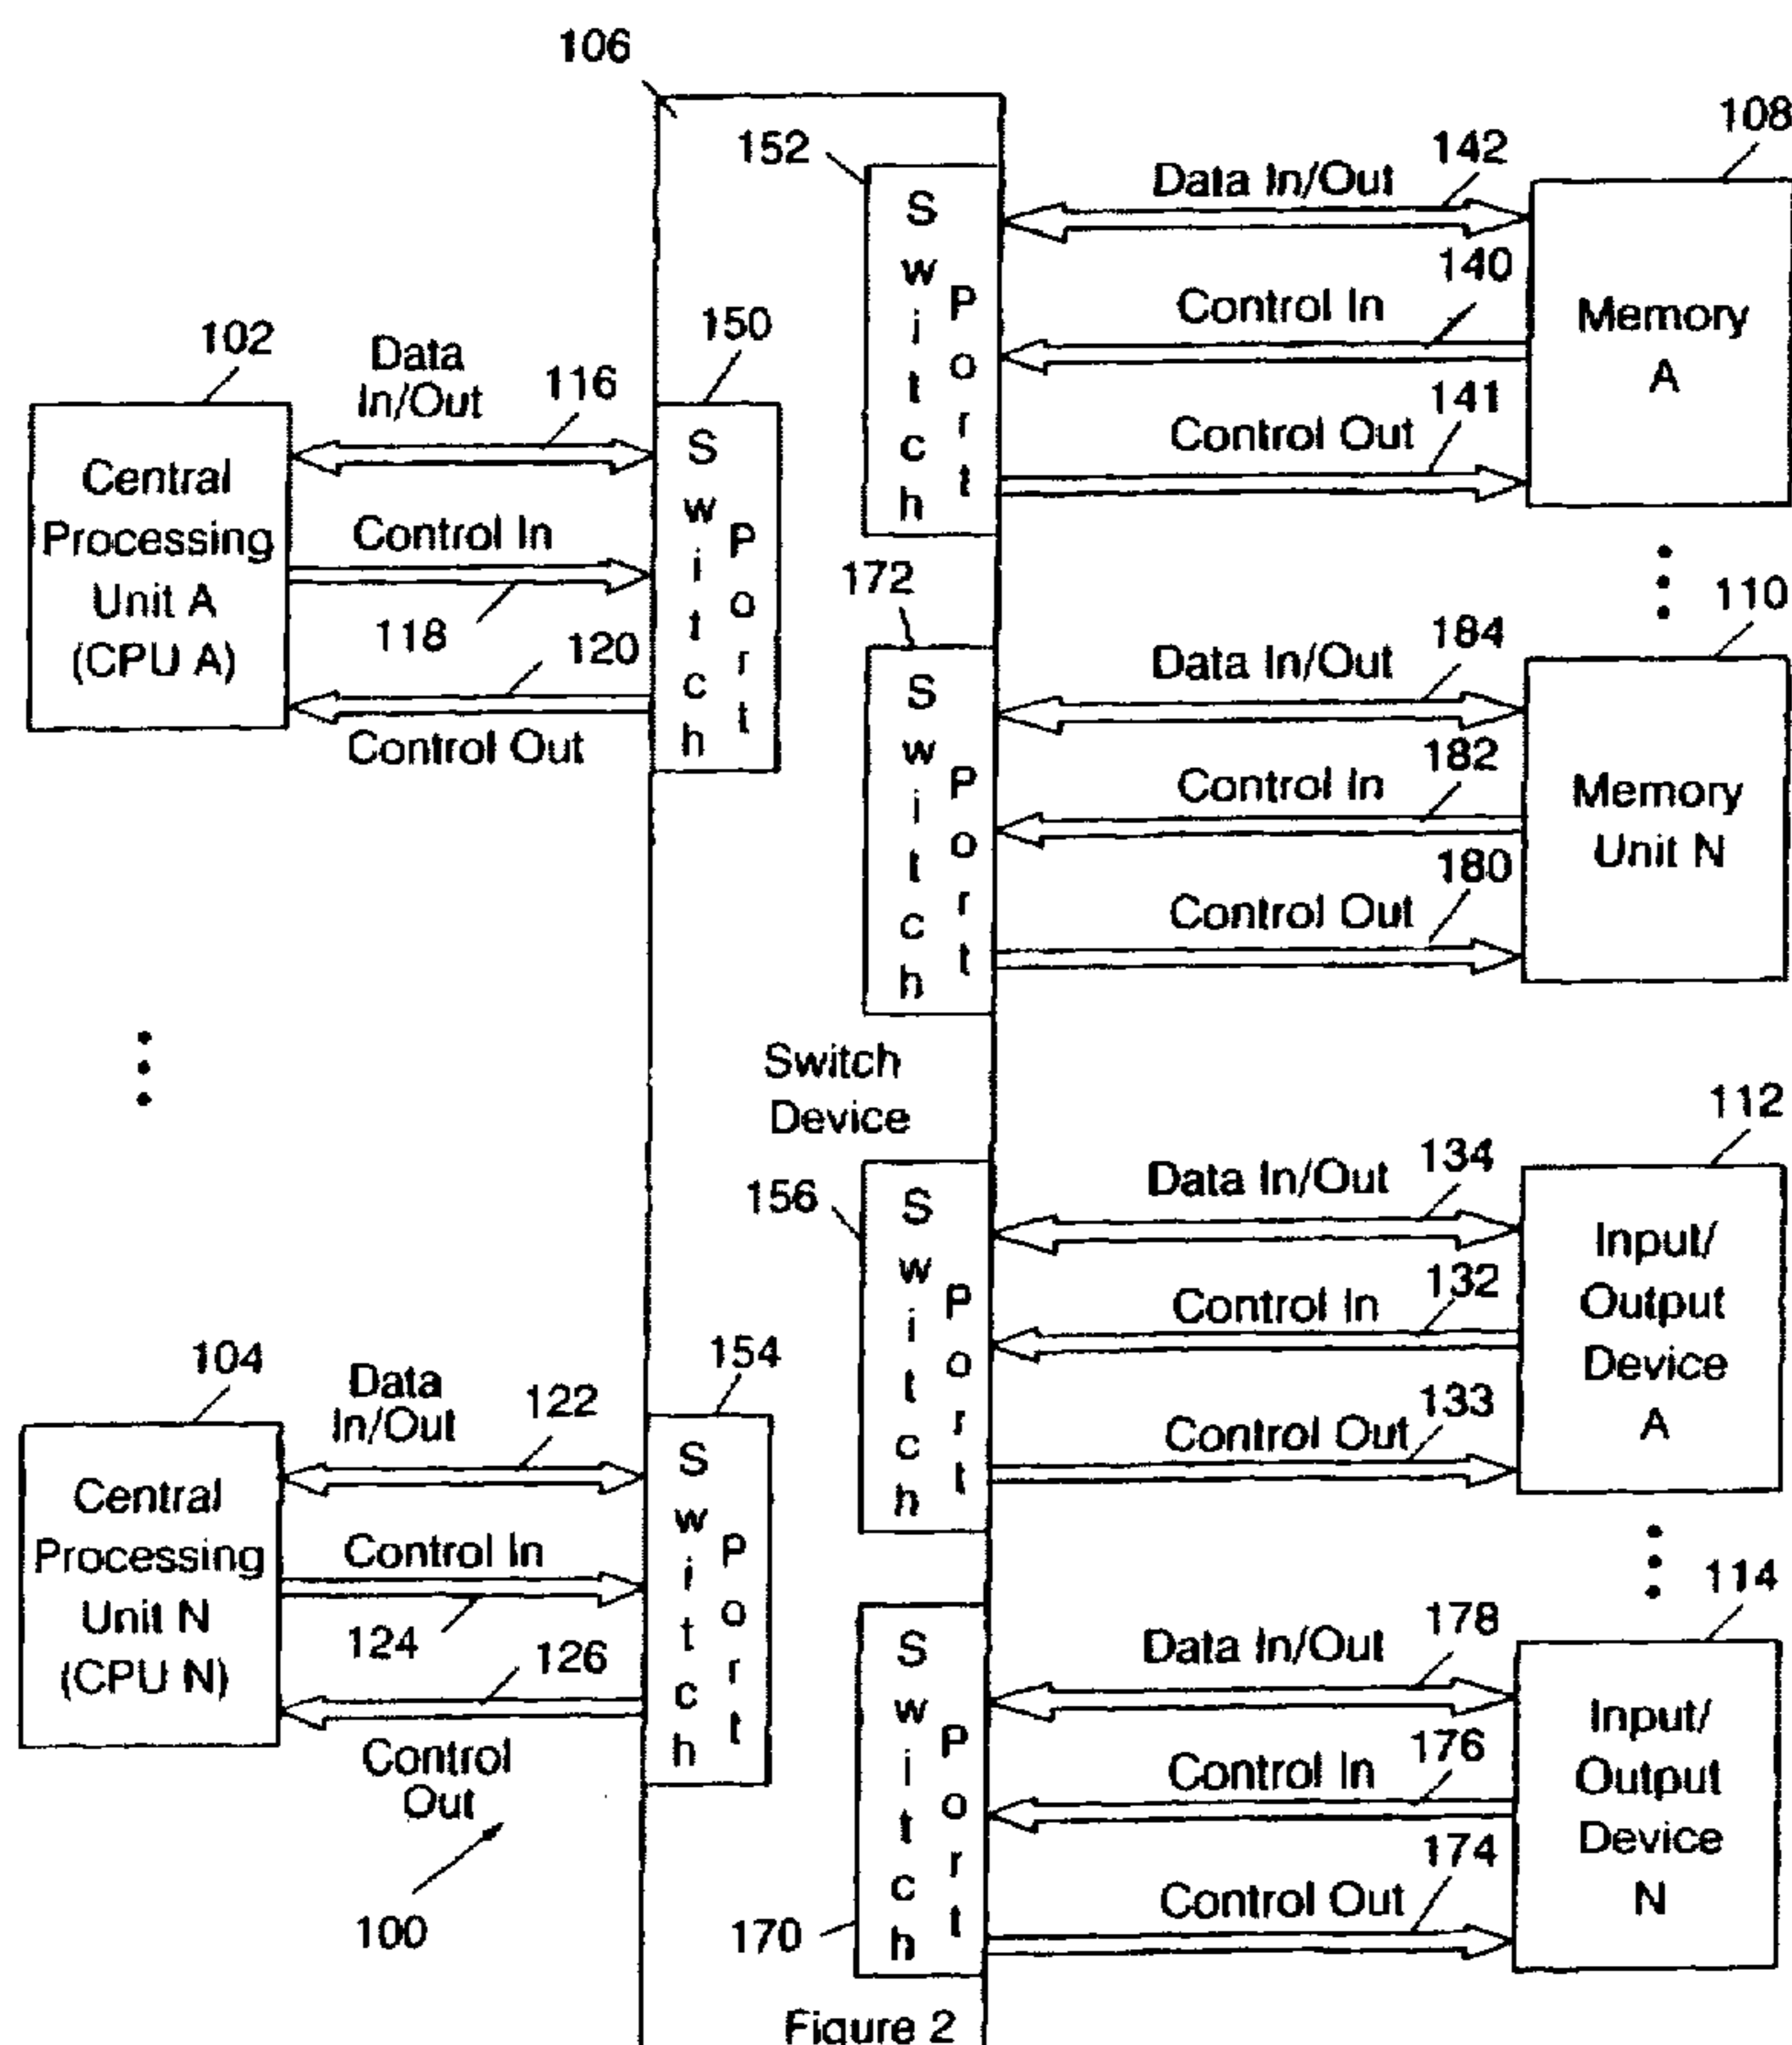 106
152
Switch Port
Data In/Out
142
108
Control In
140
Memory
A
Control Out
141
102
Data
In/Out
116
150
Switch Port
Central
Processing
Unit A
(CPU A)
Control In
118
120
Control Out
172
Switch Port
Data In/Out
184
110
Control In
182
Memory
Unit N
Control Out
180
Switch
Device
156
Switch Port
Data In/Out
134
112
Control In
132
Input/
Output
Device
A
Control Out
133
104
Data
In/Out
122
154
Switch Port
Central
Processing
Unit N
(CPU N)
Control In
124
126
Control
Out
100
170
Switch Port
Data In/Out
178
114
Control In
176
Input/
Output
Device
N
Control Out
174
Figure 2